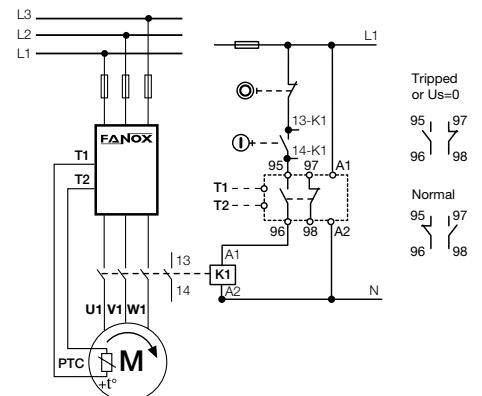 L3
L2
L1
FANOX
T1
T2
13
14
U1 V1 W1
PTC
M
+t°
L1
13-K1
14-K1
95 97 A1
T1
T2
96 98 A2
A1
K1
A2
N
Tripped
or Us=0
95 97
96 98
Normal
95 97
96 98